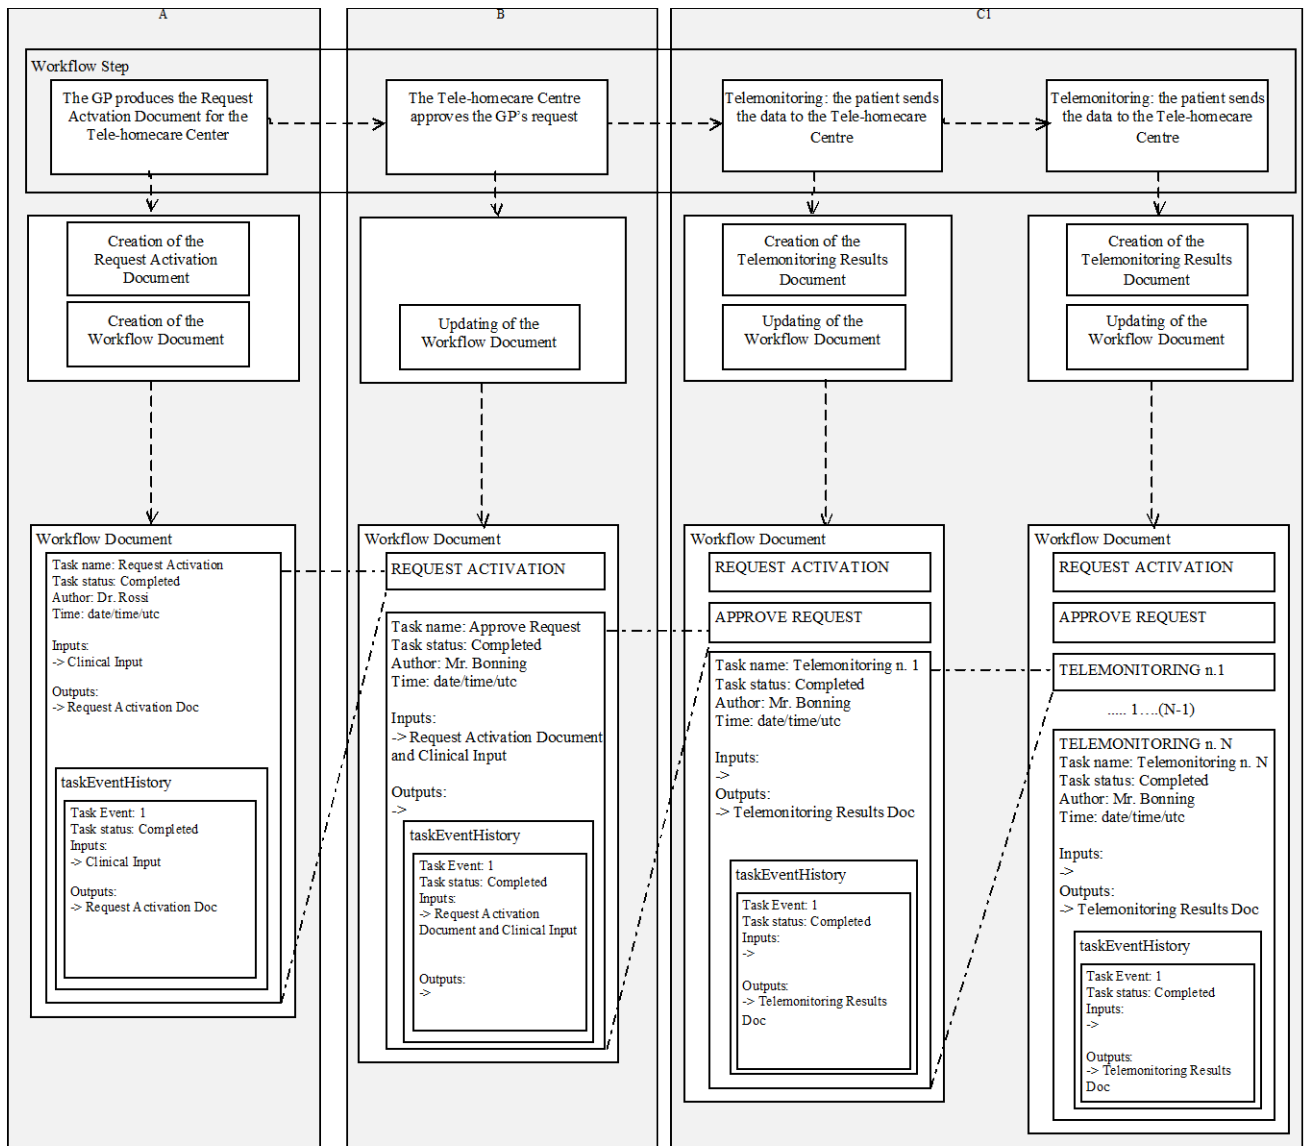 A
B
C1
Workflow Step
The GP produces the Request
Actvation Document for the
Tele-homecare Center
The Tele-homecare Centre
approves the GP's request
Telemonitoring: the patient sends
the data to the Tele-homecare
Centre
Telemonitoring: the patient sends
the data to the Tele-homecare
Centre
Creation of the
Request Activation
Document
Creation of the
Workflow Document
Updating of the
Workflow Document
Creation of the
Telemonitoring Results
Document
Updating of the
Workflow Document
Creation of the
Telemonitoring Results
Document
Updating of the
Workflow Document
Workflow Document
Task name: Request Activation
Task status: Completed
Author: Dr. Rossi
Time: date/time/utc
Inputs:
-> Clinical Input
Outputs:
-> Request Activation Doc
taskEventHistory
Task Event: 1
Task status: Completed
Inputs:
-> Clinical Input
Outputs:
-> Request Activation Doc
Workflow Document
REQUEST ACTIVATION
Task name: Approve Request
Task status: Completed
Author: Mr. Bonning
Time: date/time/utc
Inputs:
-> Request Activation Document
and Clinical Input
Outputs:
->
taskEventHistory
Task Event: 1
Task status: Completed
Inputs:
-> Request Activation
Document and Clinical Input
Outputs:
->
Workflow Document
REQUEST ACTIVATION
APPROVE REQUEST
Task name: Telemonitoring n. 1
Task status: Completed
Author: Mr. Bonning
Time: date/time/utc
Inputs:
->
Outputs:
-> Telemonitoring Results Doc
taskEventHistory
Task Event: 1
Task status: Completed
Inputs:
->
Outputs:
-> Telemonitoring Results
Doc
Workflow Document
REQUEST ACTIVATION
APPROVE REQUEST
TELEMONITORING n.1
..... 1....(N-1)
TELEMONITORING n. N
Task name: Telemonitoring n. N
Task status: Completed
Author: Mr. Bonning
Time: date/time/utc
Inputs:
->
Outputs:
-> Telemonitoring Results Doc
taskEventHistory
Task Event: 1
Task status: Completed
Inputs:
->
Outputs:
-> Telemonitoring Results
Doc